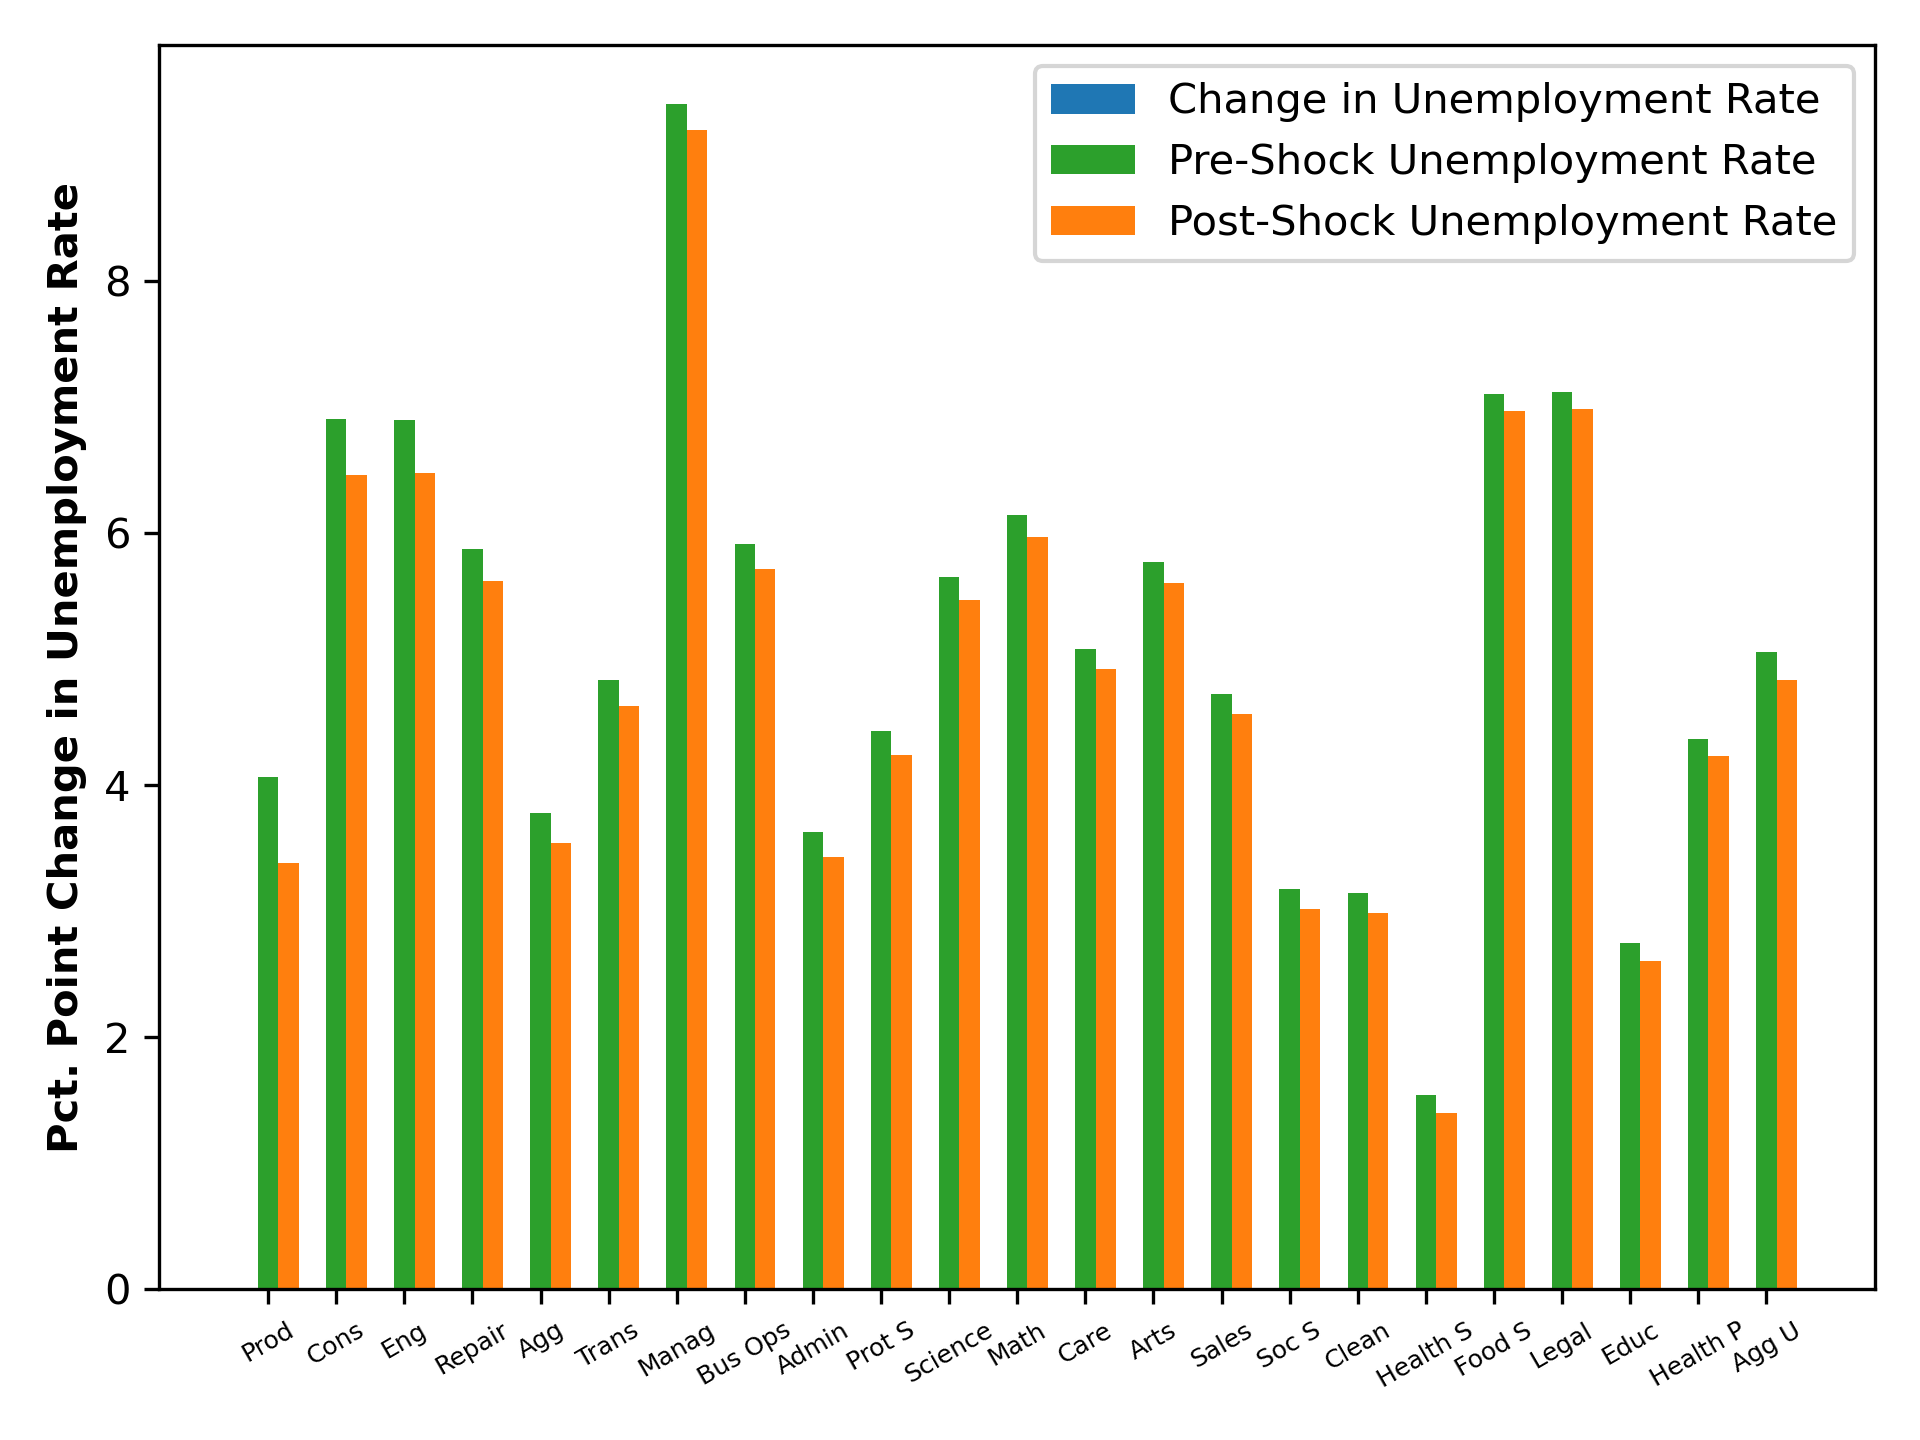 Change in Unemployment Rate
Pre-Shock Unemployment Rate
Post-Shock Unemployment Rate
Pct. Point Change in Unemployment Rate
8
6
4
2
0
Prod
Cons
Eng
Repair
Agg
Trans
Manag
Bus Ops
Admin
Prot S
Science
Math
Care
Arts
Sales
Soc S
Clean
Health S
Food S
Legal
Educ
Health P
Agg U